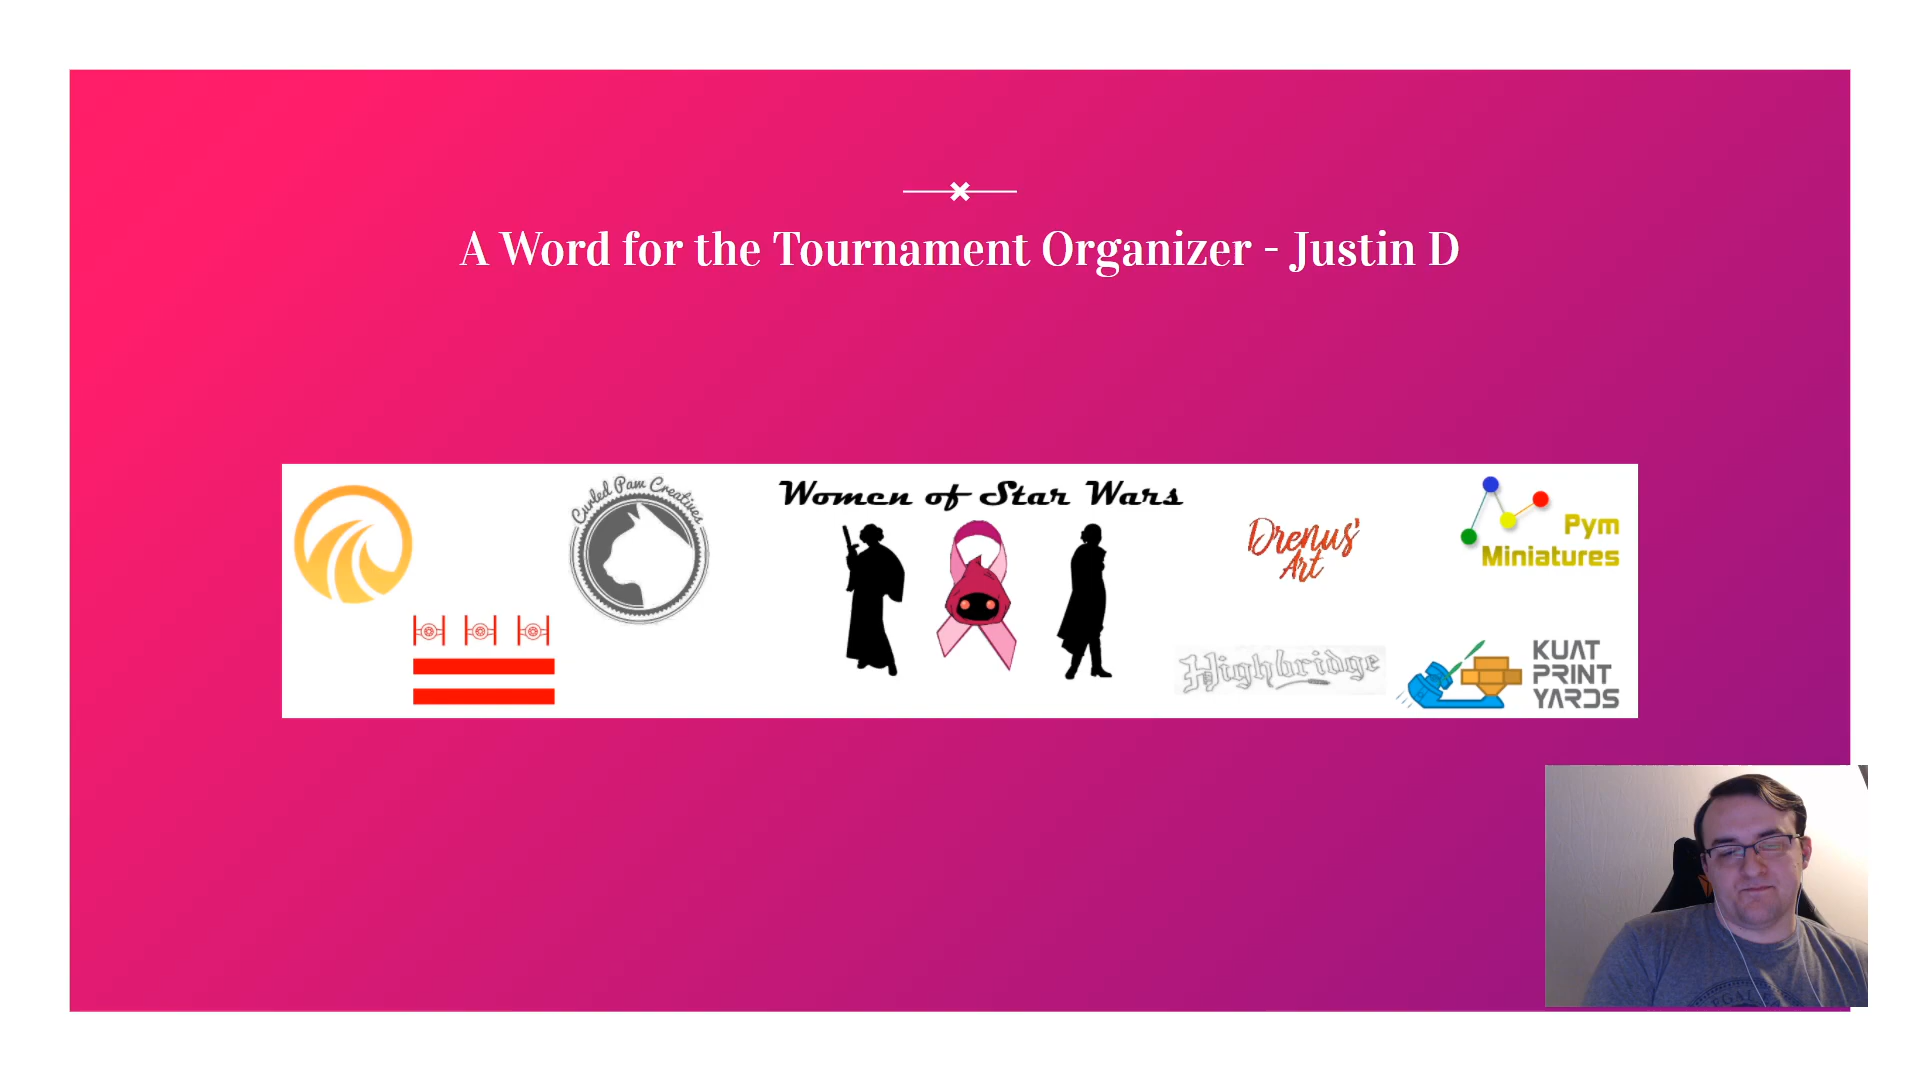 A Word for the Tournament Organizer - Justin D
Curled Paw Creatives
Women of Star Wars
Drenus'
Art
Pym
Miniatures
Highbridge
KUAT
PRINT
YARDS